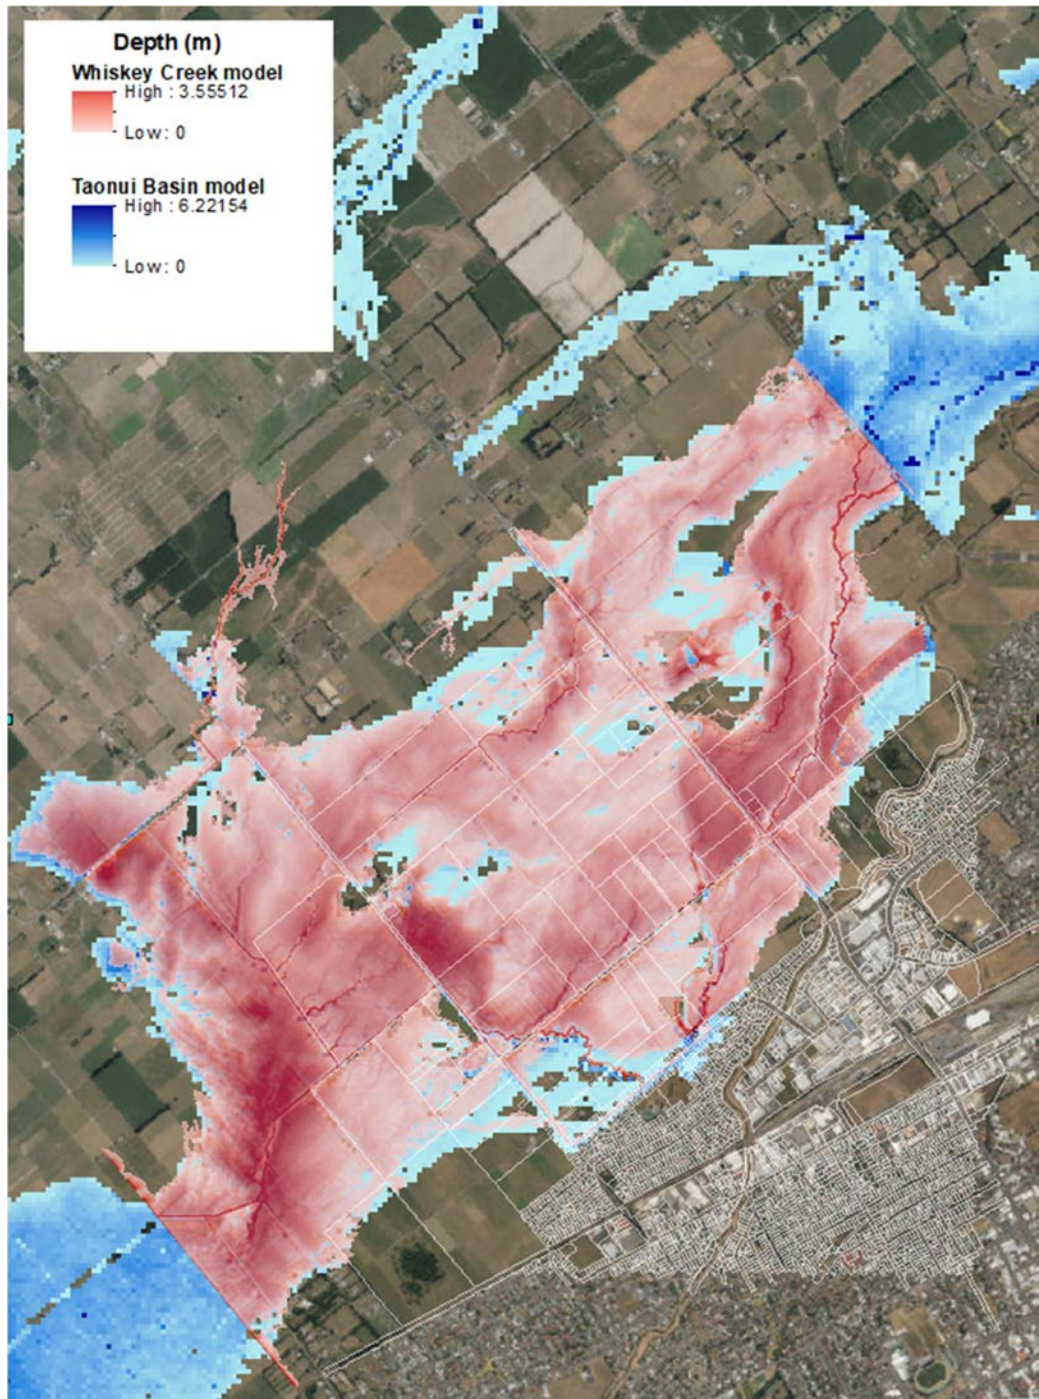 Depth (m)
Whiskey Creek model
High : 3.55512
Low : 0
Taonui Basin model
High : 6.22154
Low : 0